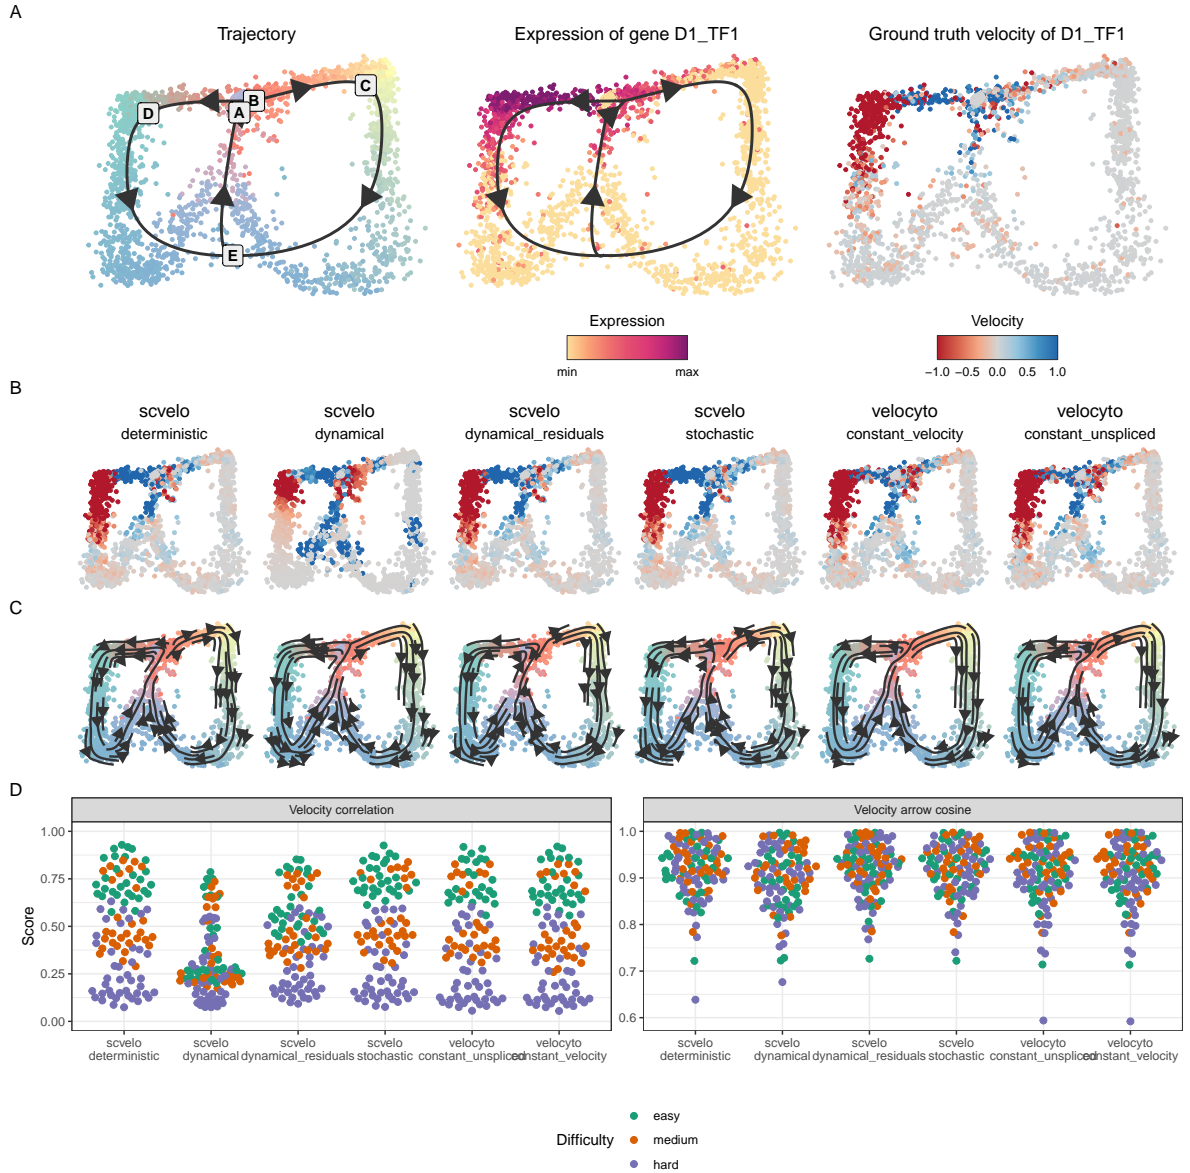 A
Trajectory
Expression of gene D1_TF1
Ground truth velocity of D1_TF1
B
C
A
D
E
Expression
min
max
Velocity
−1.0 −0.5 0.0 0.5 1.0
B
scvelo
deterministic
scvelo
dynamical
scvelo
dynamical_residuals
scvelo
stochastic
velocyto
constant_velocity
velocyto
constant_unspliced
C
D
Velocity correlation
Velocity arrow cosine
Score
1.00
0.75
0.50
0.25
0.00
1.0
0.9
0.8
0.7
0.6
scvelo
deterministic
scvelo
dynamical
scvelo
dynamical_residuals
scvelo
stochastic
velocyto
constant_unspliced
velocyto
constant_velocity
scvelo
deterministic
scvelo
dynamical
scvelo
dynamical_residuals
scvelo
stochastic
velocyto
constant_unspliced
velocyto
constant_velocity
Difficulty
easy
medium
hard